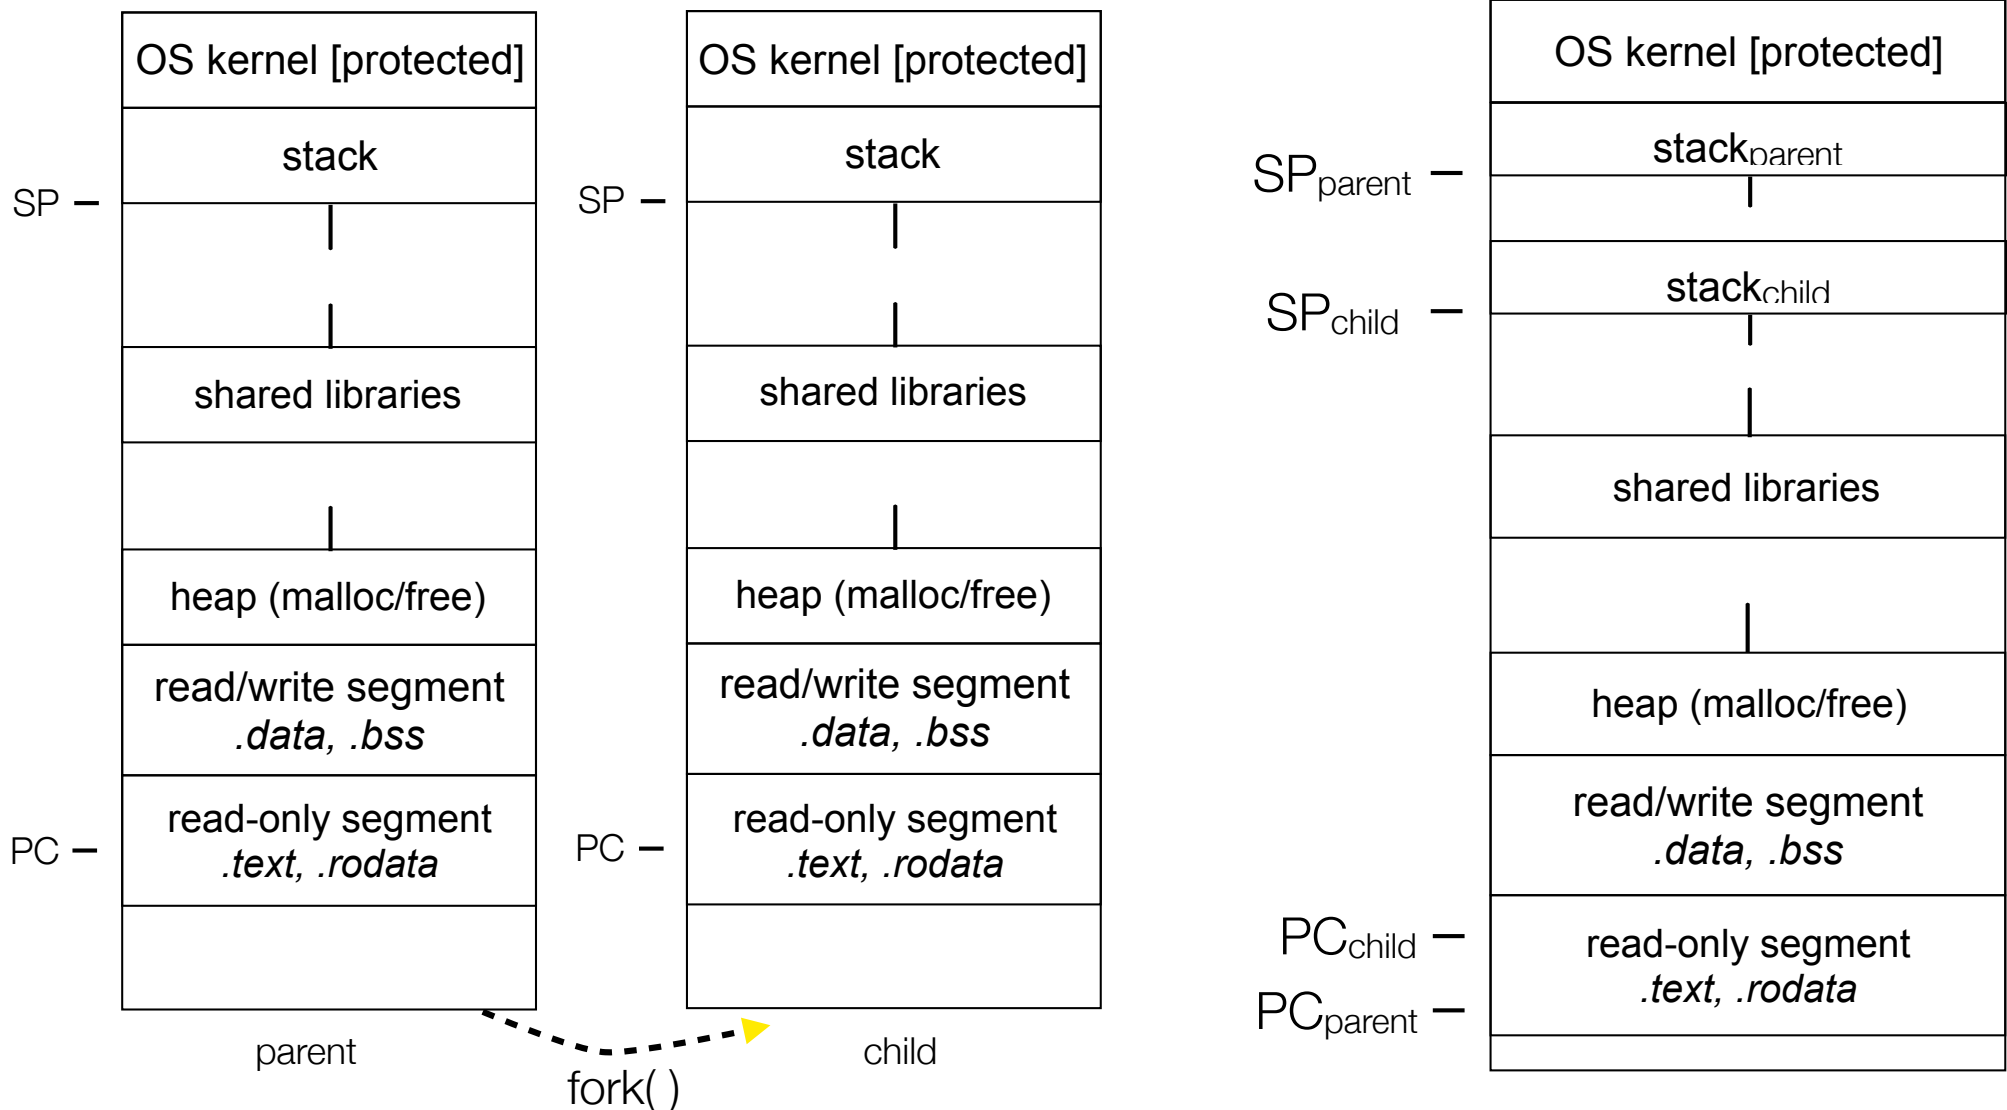 OS kernel [protected]
stack
SP
shared libraries
heap (malloc/free)
read/write segment
.data, .bss
read-only segment
.text, .rodata
PC
parent
fork( )
OS kernel [protected]
stack
SP
shared libraries
heap (malloc/free)
read/write segment
.data, .bss
read-only segment
.text, .rodata
PC
child
OS kernel [protected]
stackparent
SPparent
stackchild
SPchild
shared libraries
heap (malloc/free)
read/write segment
.data, .bss
PCchild
read-only segment
.text, .rodata
PCparent